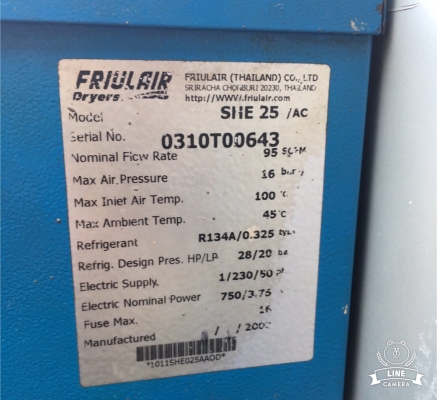 FRIULAIR
Dryers
FRIULAIR (THAILAND) CO., LTD
SRIRACHA CHONBURI 20230, THAILAND
http://WWW.friulair.com
Model SHE 25 /AC
Serial No. 0310T00643
Nominal Flow Rate 95
Max Air Pressure 16
Max Inlet Air Temp. 100 °C
Max Ambient Temp. 45°C
Refrigerant R134A/0.325
Refrig. Design Pres. HP/LP 28/20
Electric Supply. 1/230/50 ph
Electric Nominal Power 750/3.75
Fuse Max. 16
Manufactured / /200
*1011SHE025AAOD*
LINE
CAMERA